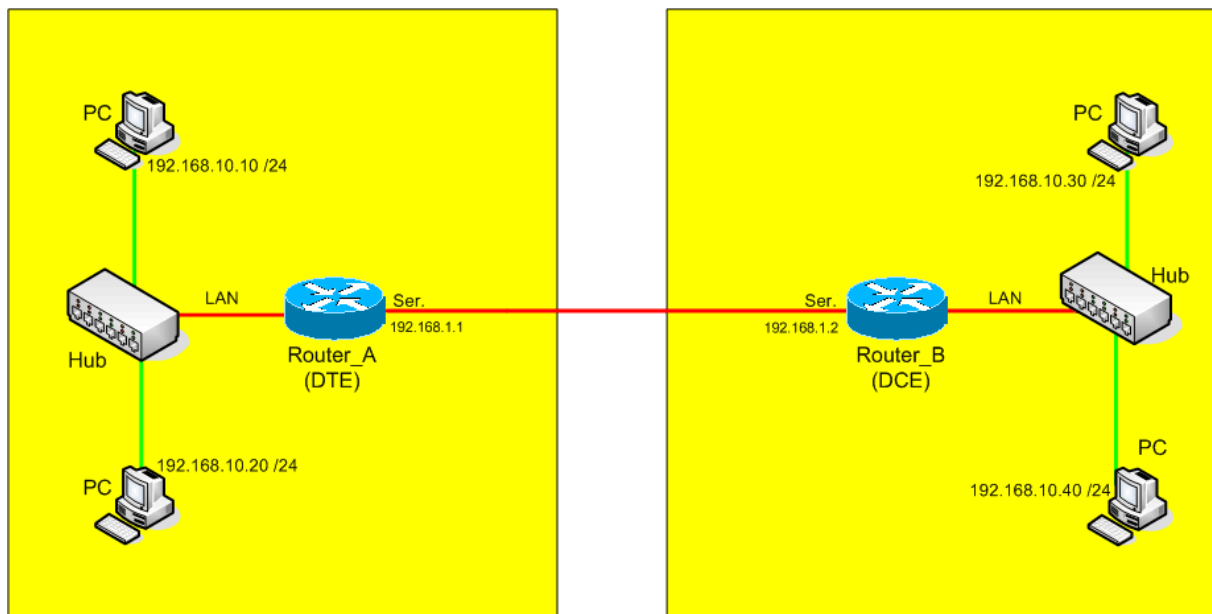 PC
192.168.10.10 /24
LAN
Ser.
192.168.1.1
Hub
Router_A
(DTE)
192.168.10.20 /24
PC
PC
192.168.10.30 /24
Hub
Ser.
LAN
192.168.1.2
Router_B
(DCE)
PC
192.168.10.40 /24